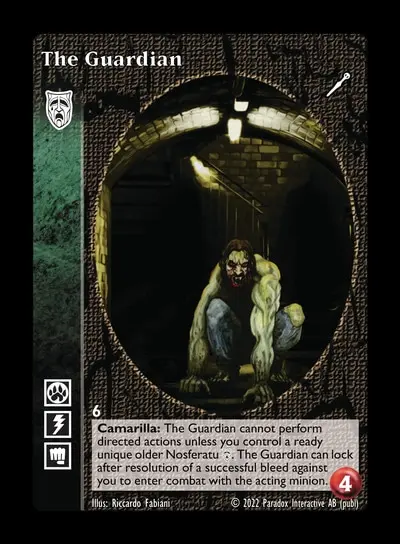 The Guardian
6
Camarilla: The Guardian cannot perform
directed actions unless you control a ready
unique older Nosferatu . The Guardian can lock
after resolution of a successful bleed against
you to enter combat with the acting minion.
4
Illus: Riccardo Fabiani © 2022 Paradox Interactive AB (publ)